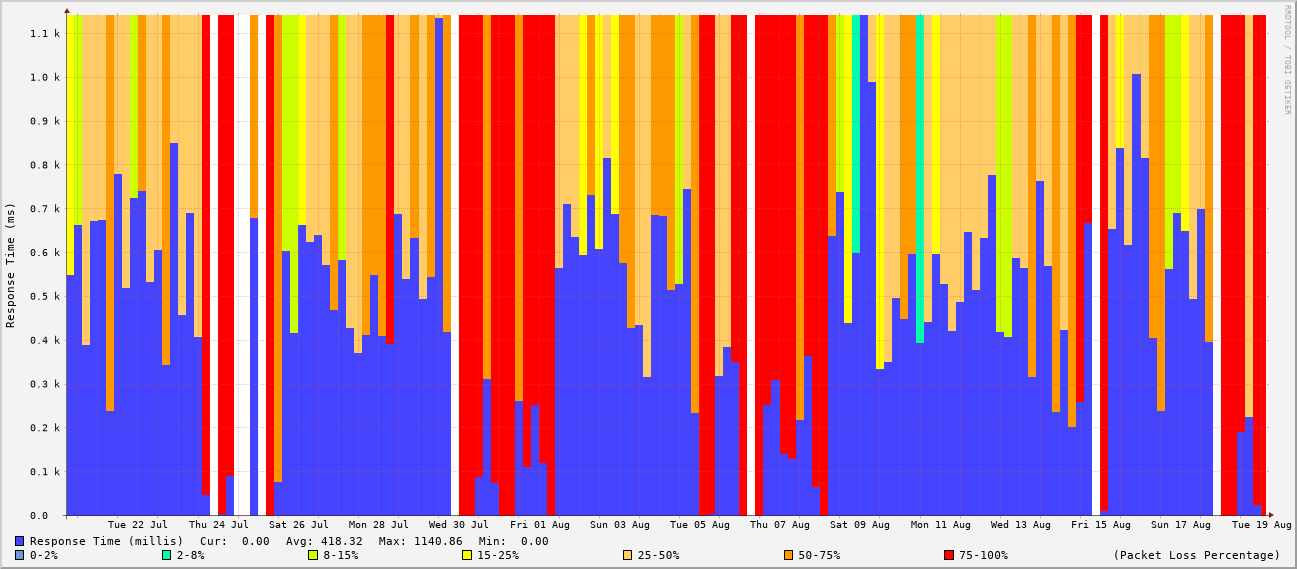 RRDTOOL / TOBI OETIKER
Response Time (ms)
1.1 k
1.0 k
0.9 k
0.8 k
0.7 k
0.6 k
0.5 k
0.4 k
0.3 k
0.2 k
0.1 k
0.0
Tue 22 Jul Thu 24 Jul Sat 26 Jul Mon 28 Jul Wed 30 Jul Fri 01 Aug Sun 03 Aug Tue 05 Aug Thu 07 Aug Sat 09 Aug Mon 11 Aug Wed 13 Aug Fri 15 Aug Sun 17 Aug Tue 19 Aug
Response Time (millis) Cur: 0.00 Avg: 418.32 Max: 1140.86 Min: 0.00
0-2% 2-8% 8-15% 15-25% 25-50% 50-75% 75-100% (Packet Loss Percentage)